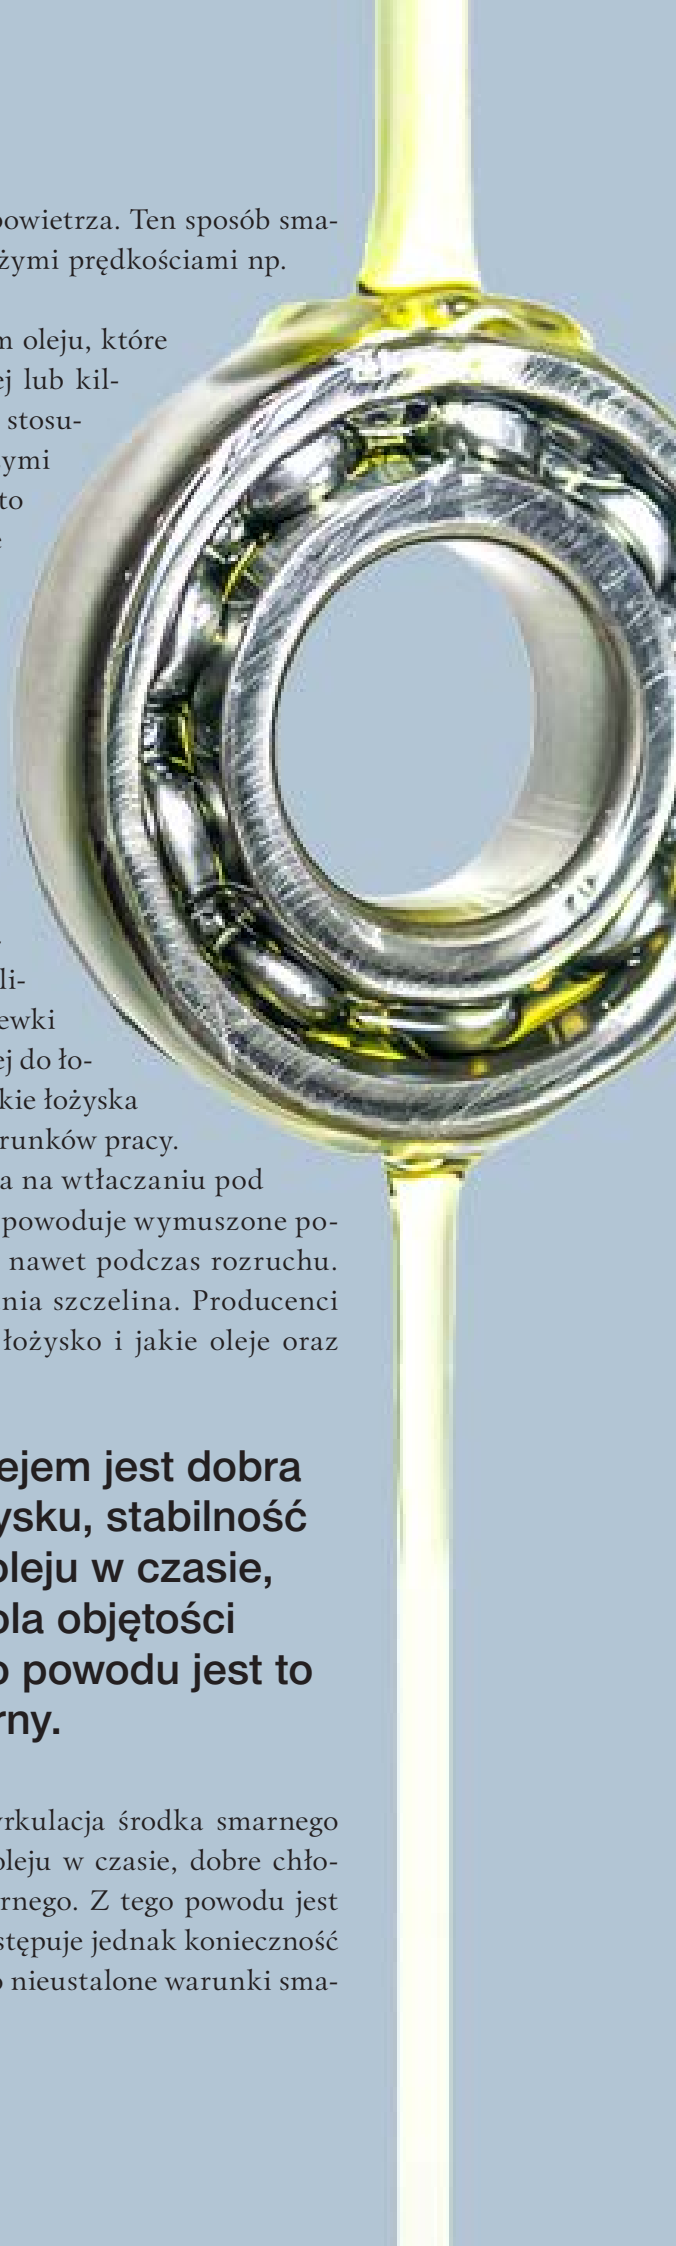 powietrza. Ten sposób sma-
żymi prędkościami np.
m oleju, które
ej lub kil-
stosu-
ymi
to
li-
ewki
ej do ło-
kie łożyska
runków pracy.
a na wtłaczaniu pod
powoduje wymuszone po-
nawet podczas rozruchu.
nia szczelina. Producenci
łożysko i jakie oleje oraz
ejem jest dobra
ysku, stabilność
oleju w czasie,
ola objętości
o powodu jest to
rny.
yrkulacja środka smarnego
oleju w czasie, dobre chło-
rnego. Z tego powodu jest
stępuje jednak konieczność
o nieustalone warunki sma-